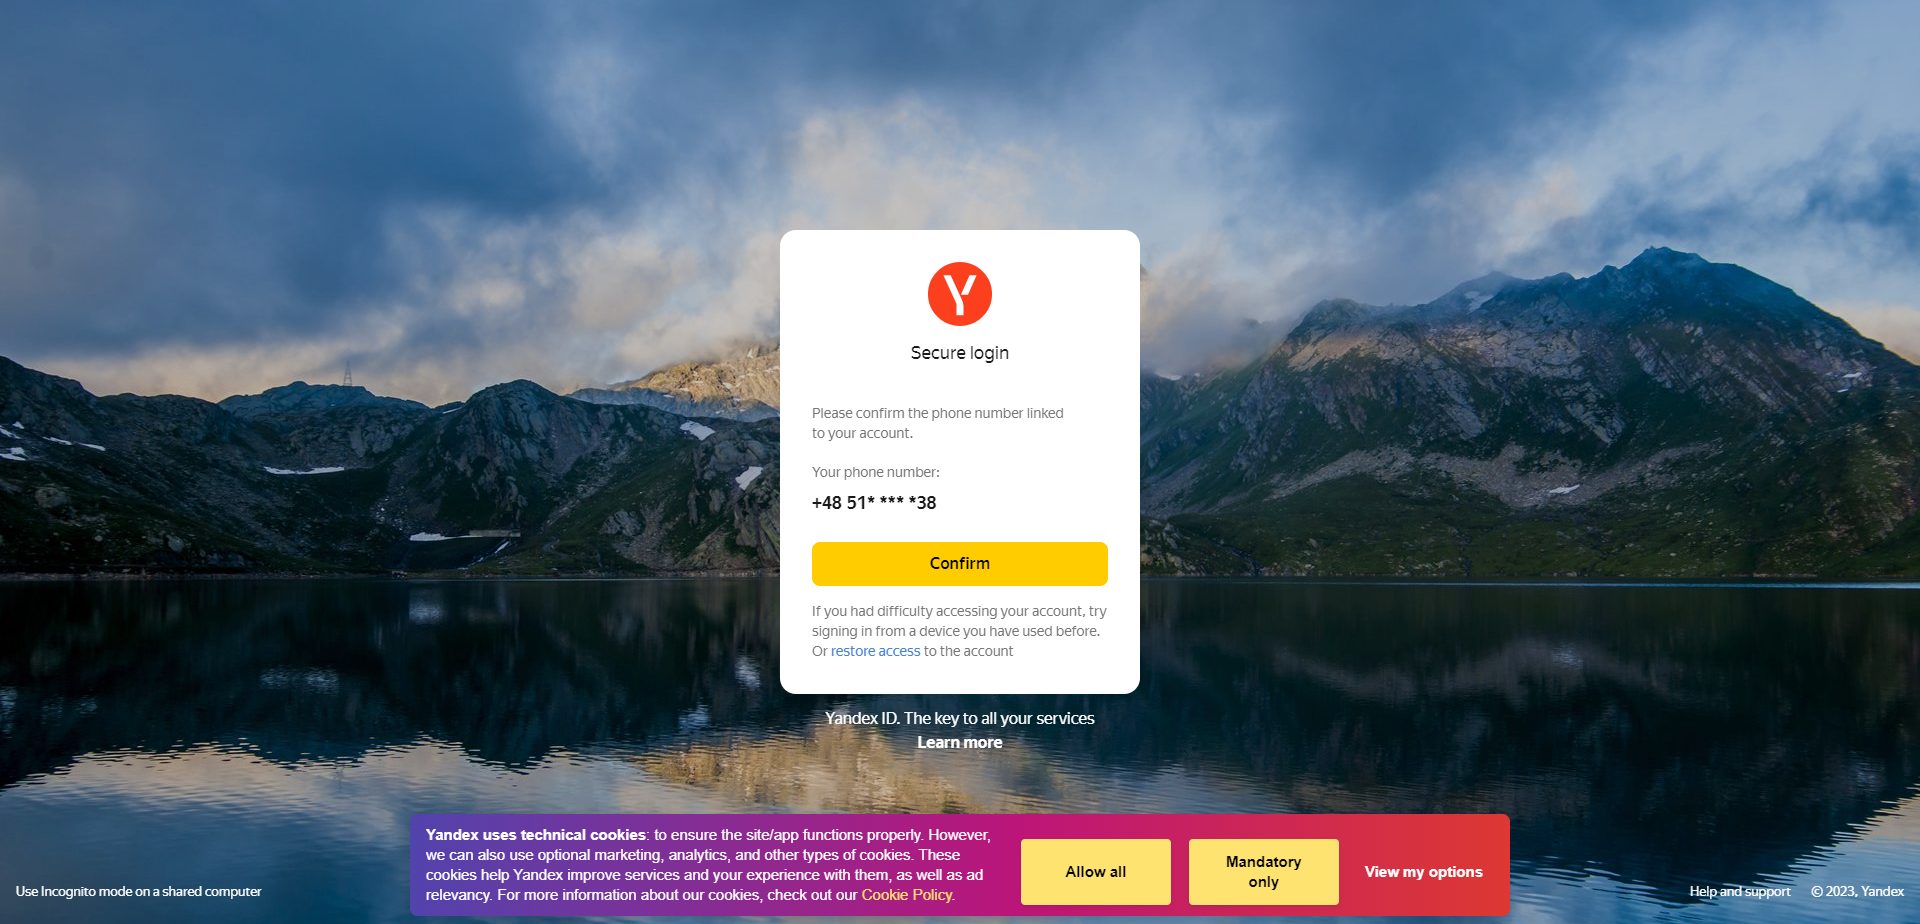 Secure login
Please confirm the phone number linked
to your account.
Your phone number:
+48 51* *** *38
Confirm
If you had difficulty accessing your account, try
signing in from a device you have used before.
Or restore access to the account
Yandex ID. The key to all your services
Learn more
Yandex uses technical cookies: to ensure the site/app functions properly. However,
we can also use optional marketing, analytics, and other types of cookies. These
cookies help Yandex improve services and your experience with them, as well as ad
relevancy. For more information about our cookies, check out our Cookie Policy.
Allow all
Mandatory
only
View my options
Use Incognito mode on a shared computer
Help and support
© 2023, Yandex